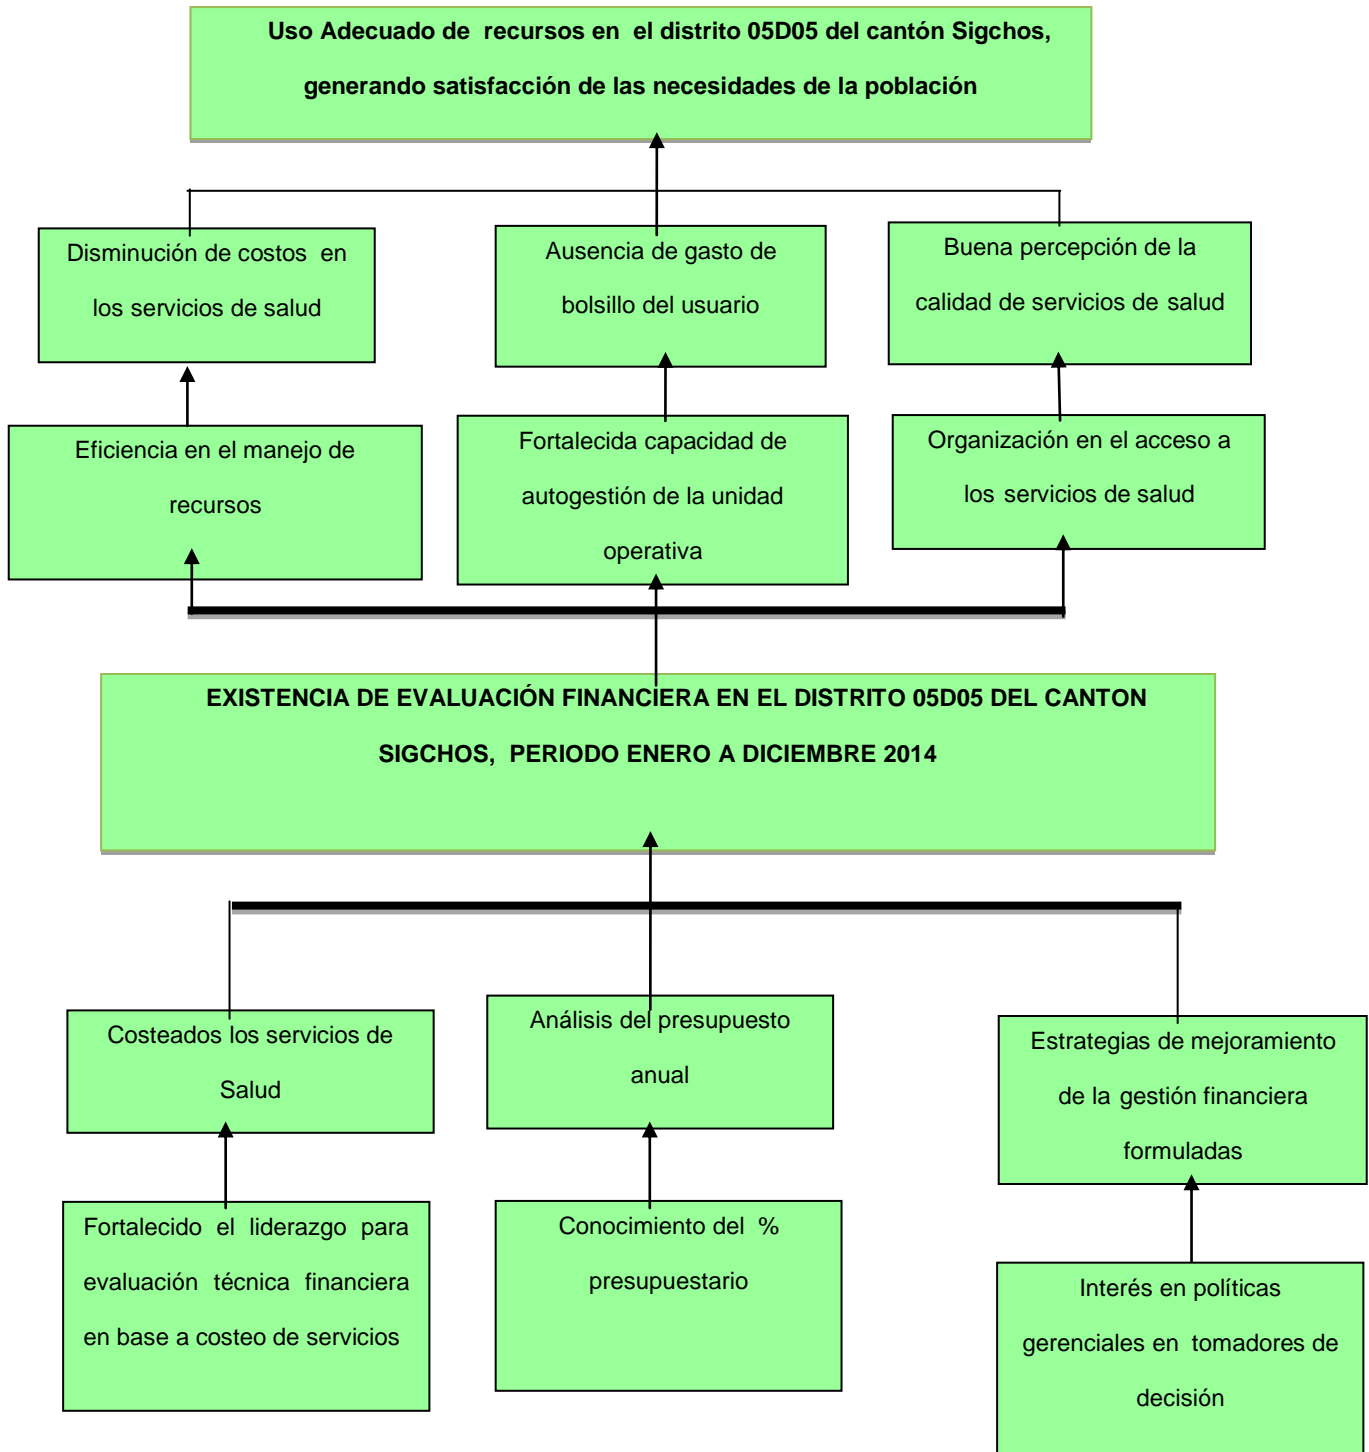 Uso Adecuado de recursos en el distrito 05D05 del cantón Sigchos,
generando satisfacción de las necesidades de la población
Disminución de costos en
los servicios de salud
Ausencia de gasto de
bolsillo del usuario
Buena percepción de la
calidad de servicios de salud
Eficiencia en el manejo de
recursos
Fortalecida capacidad de
autogestión de la unidad
operativa
Organización en el acceso a
los servicios de salud
EXISTENCIA DE EVALUACIÓN FINANCIERA EN EL DISTRITO 05D05 DEL CANTON
SIGCHOS, PERIODO ENERO A DICIEMBRE 2014
Costeados los servicios de
Salud
Análisis del presupuesto
anual
Estrategias de mejoramiento
de la gestión financiera
formuladas
Fortalecido el liderazgo para
evaluación técnica financiera
en base a costeo de servicios
Conocimiento del %
presupuestario
Interés en políticas
gerenciales en tomadores de
decisión